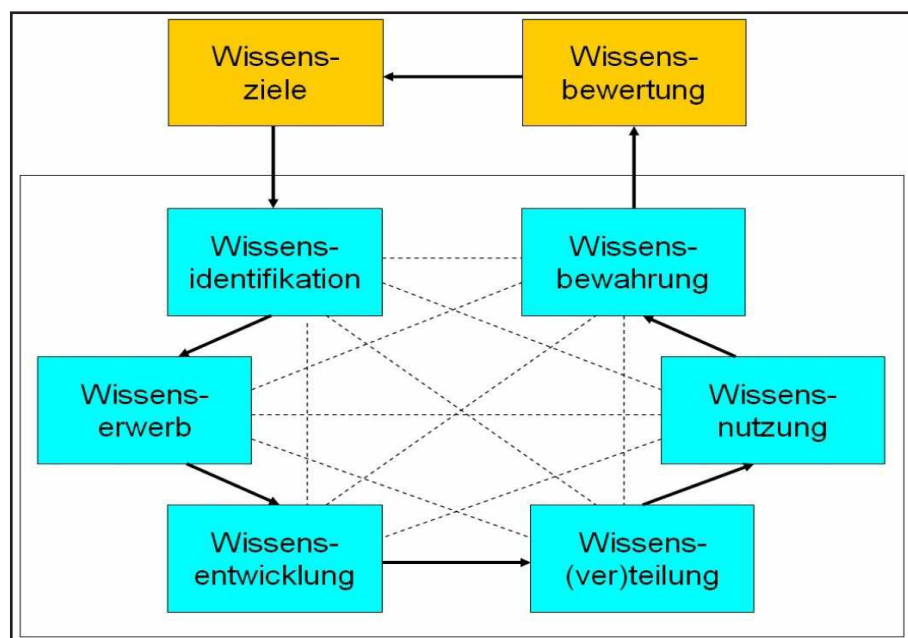 Wissens-
ziele
Wissens-
bewertung
Wissens-
identifikation
Wissens-
bewahrung
Wissens-
erwerb
Wissens-
nutzung
Wissens-
entwicklung
Wissens-
(ver)teilung